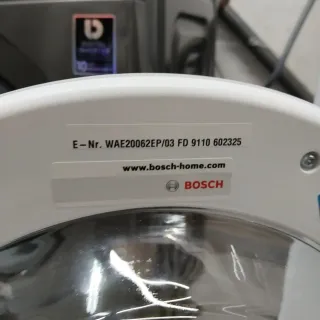 E-Nr. WAE20062EP/03 FD 9110 602325
www.bosch-home.com
BOSCH